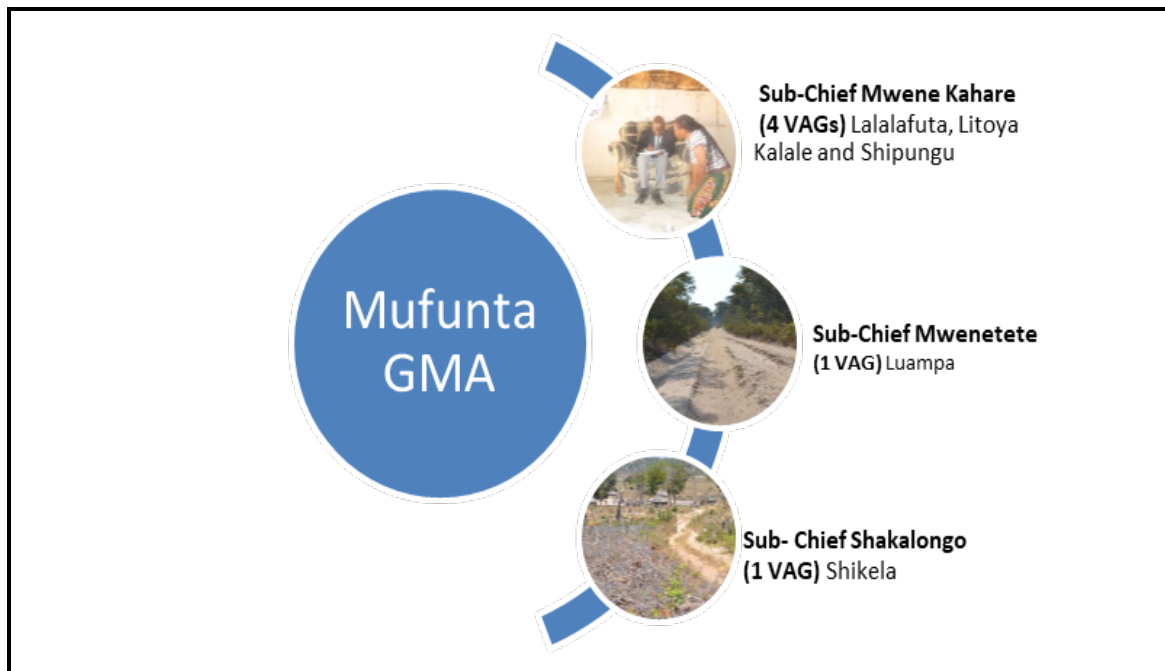 Mufunta
GMA
Sub-Chief Mwene Kahare
(4 VAGs) Lalalafuta, Litoya
Kalale and Shipungu
Sub-Chief Mwenetete
(1 VAG) Luampa
Sub- Chief Shakalongo
(1 VAG) Shikela